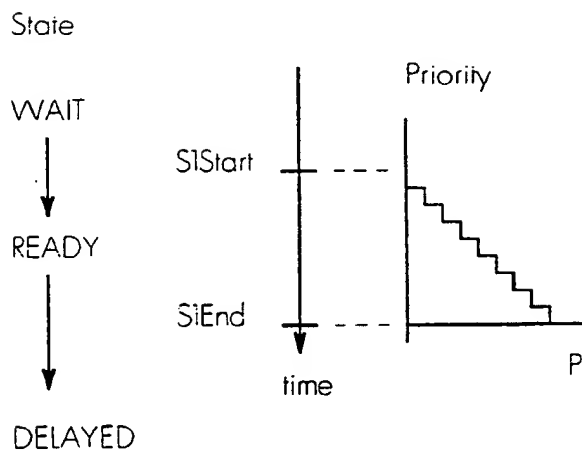 State
WAIT
READY
DELAYED
S1Start
SiEnd
time
Priority
P